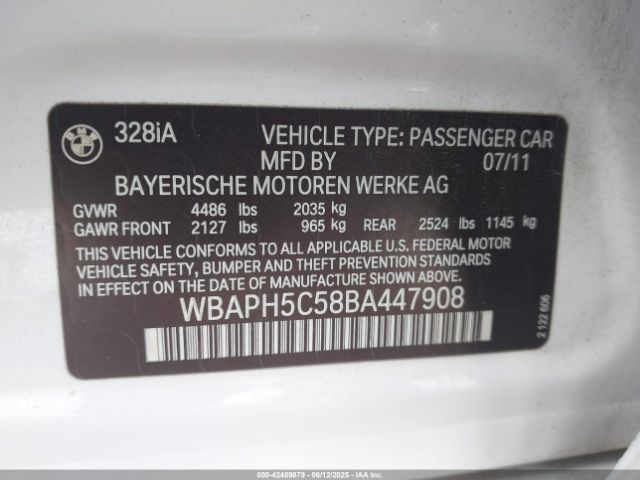 BMW
328iA VEHICLE TYPE: PASSENGER CAR
MFD BY 07/11
BAYERISCHE MOTOREN WERKE AG
GVWR 4486 lbs 2035 kg
GAWR FRONT 2127 lbs 965 kg REAR 2524 lbs 1145 kg
THIS VEHICLE CONFORMS TO ALL APPLICABLE U.S. FEDERAL MOTOR
VEHICLE SAFETY, BUMPER AND THEFT PREVENTION STANDARDS
IN EFFECT ON THE DATE OF MANUFACTURE SHOWN ABOVE.
WBAPH5C58BA447908
2 122 606
000-42489879 - 06/12/2025 - IAAI.COM